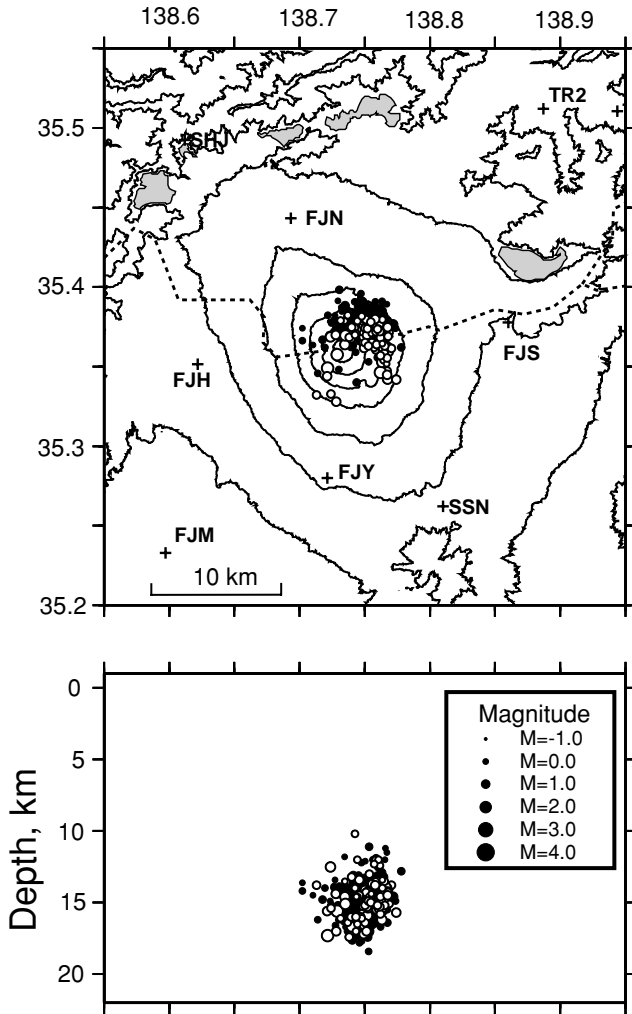 138.6 138.7 138.8 138.9
TR2
35.5
SHJ
FJN
35.4
FJS
FJH
FJY
35.3
SSN
FJM
10 km
35.2
0
Magnitude
M=-1.0
M=0.0
5
M=1.0
M=2.0
M=3.0
10
M=4.0
Depth, km
15
20